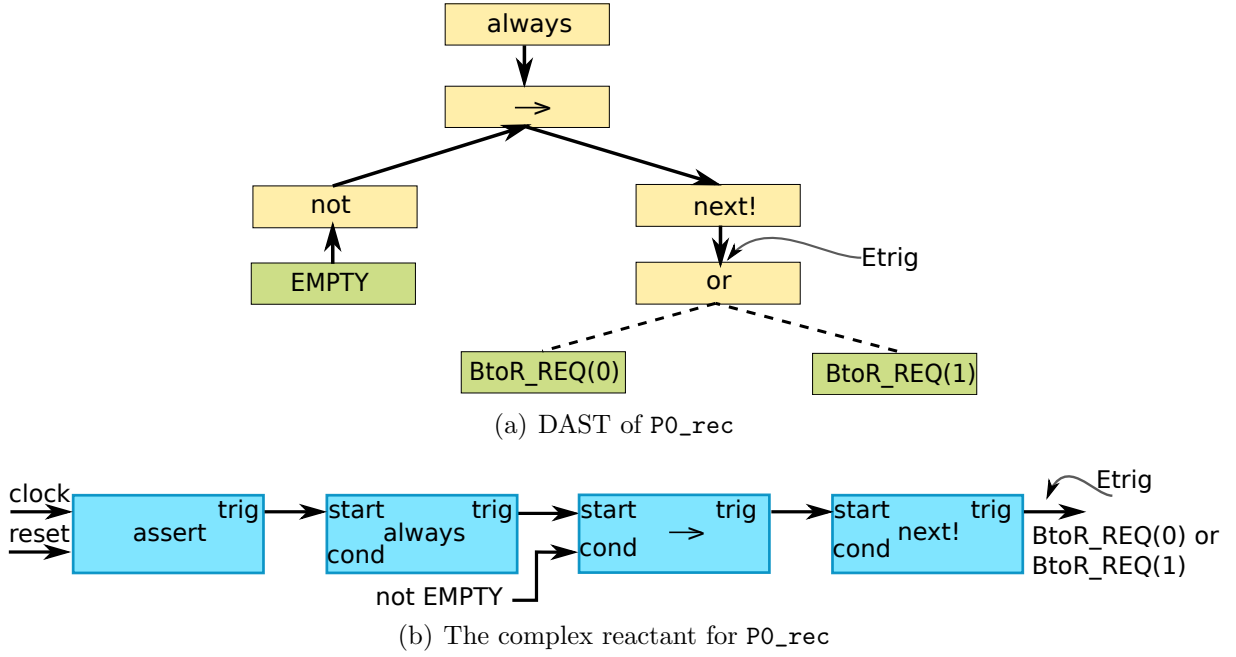 always
→
not
next!
Etrig
EMPTY
or
BtoR_REQ(0)
BtoR_REQ(1)
(a) DAST of P0_rec
clock
reset
assert
trig
start
always
trig
cond
start
→
trig
cond
not EMPTY
start
next!
trig
cond
Etrig
BtoR_REQ(0) or
BtoR_REQ(1)
(b) The complex reactant for P0_rec